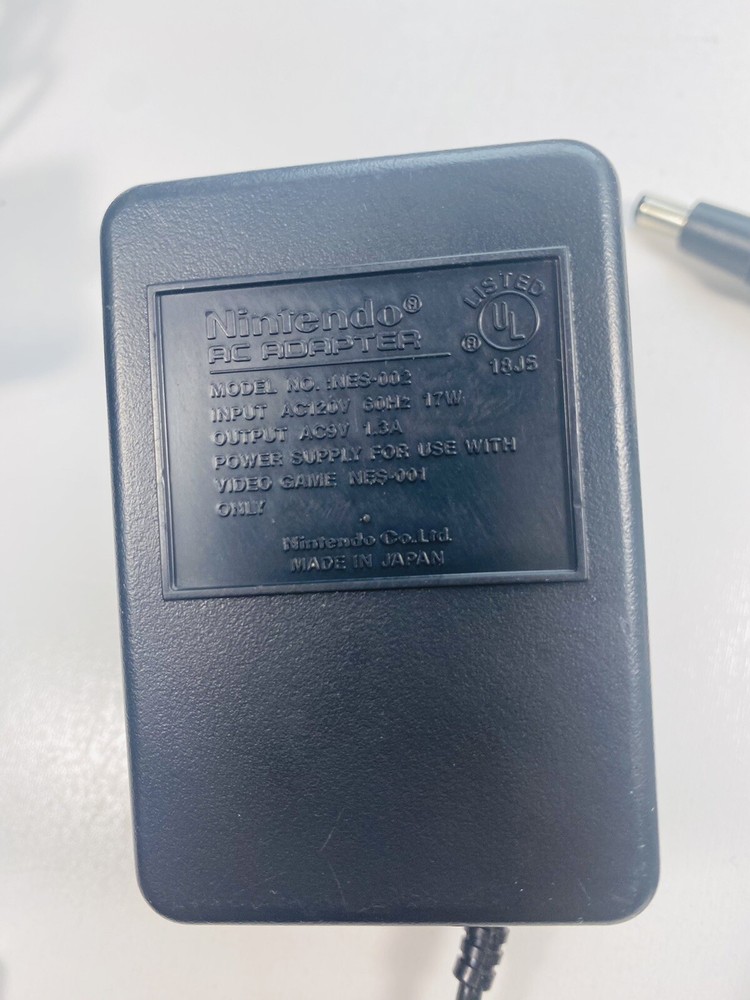 Nintendo®
AC ADAPTER
LISTED
UL
®
18J6
MODEL NO.:NES-002
INPUT AC120V 60Hz 17W
OUTPUT AC9V 1.3A
POWER SUPPLY FOR USE WITH
VIDEO GAME NES-001
ONLY
Nintendo Co.Ltd.
MADE IN JAPAN